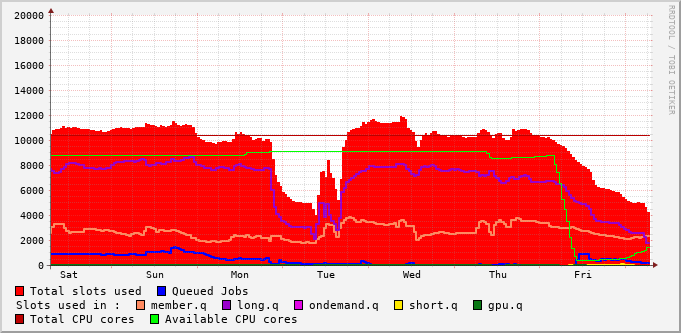 20000
18000
16000
14000
12000
10000
8000
6000
4000
2000
0
Sat Sun Mon Tue Wed Thu Fri
Total slots used Queued Jobs
Slots used in : member.q long.q ondemand.q short.q gpu.q
Total CPU cores Available CPU cores
RRDTOOL / TOBI OETIKER